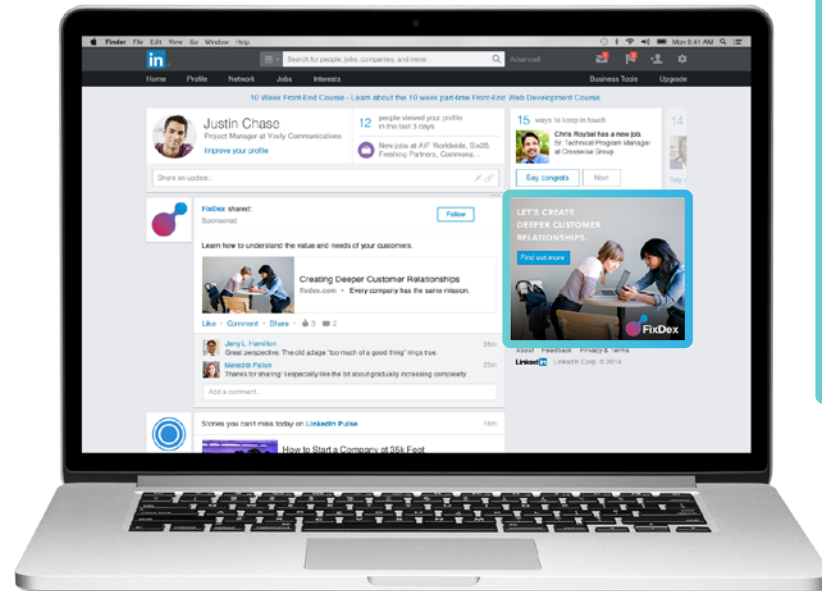 Finder File Edit View Go Window Help
Mon 9:41 AM
in
Search for people, jobs, companies, and more...
Advanced
Home Profile Network Jobs Interests
Business Tools Upgrade
10 Week Front-End Course - Learn about the 10 week part-time Front-End Web Development Course.
Justin Chase
Project Manager at Voxly Communications
Improve your profile
12 people viewed your profile
in the last 3 days
New jobs at AIF Worldwide, Six2B,
Freshing Partners, Communa...
Share an update...
15 ways to keep in touch
Chris Roybal has a new job.
Sr. Technical Program Manager
at Crosswise Group
Say congrats
Next
14
FixDex shared:
Sponsored
Follow
Learn how to understand the value and needs of your customers.
Creating Deeper Customer Relationships
fixdex.com • Every company has the same mission.
Like • Comment • Share • 3 2
Jerry L. Hamilton 36m
Great perspective. The old adage "too much of a good thing" rings true.
Meredith Fallon 23m
Thanks for sharing! I especially like the bit about gradually increasing complexity
Add a comment...
LET'S CREATE
DEEPER CUSTOMER
RELATIONSHIPS.
Find out more
FixDex
About Feedback Privacy & Terms
LinkedIn LinkedIn Corp. © 2014
Stories you can't miss today on LinkedIn Pulse
How to Start a Company at 35k Feet